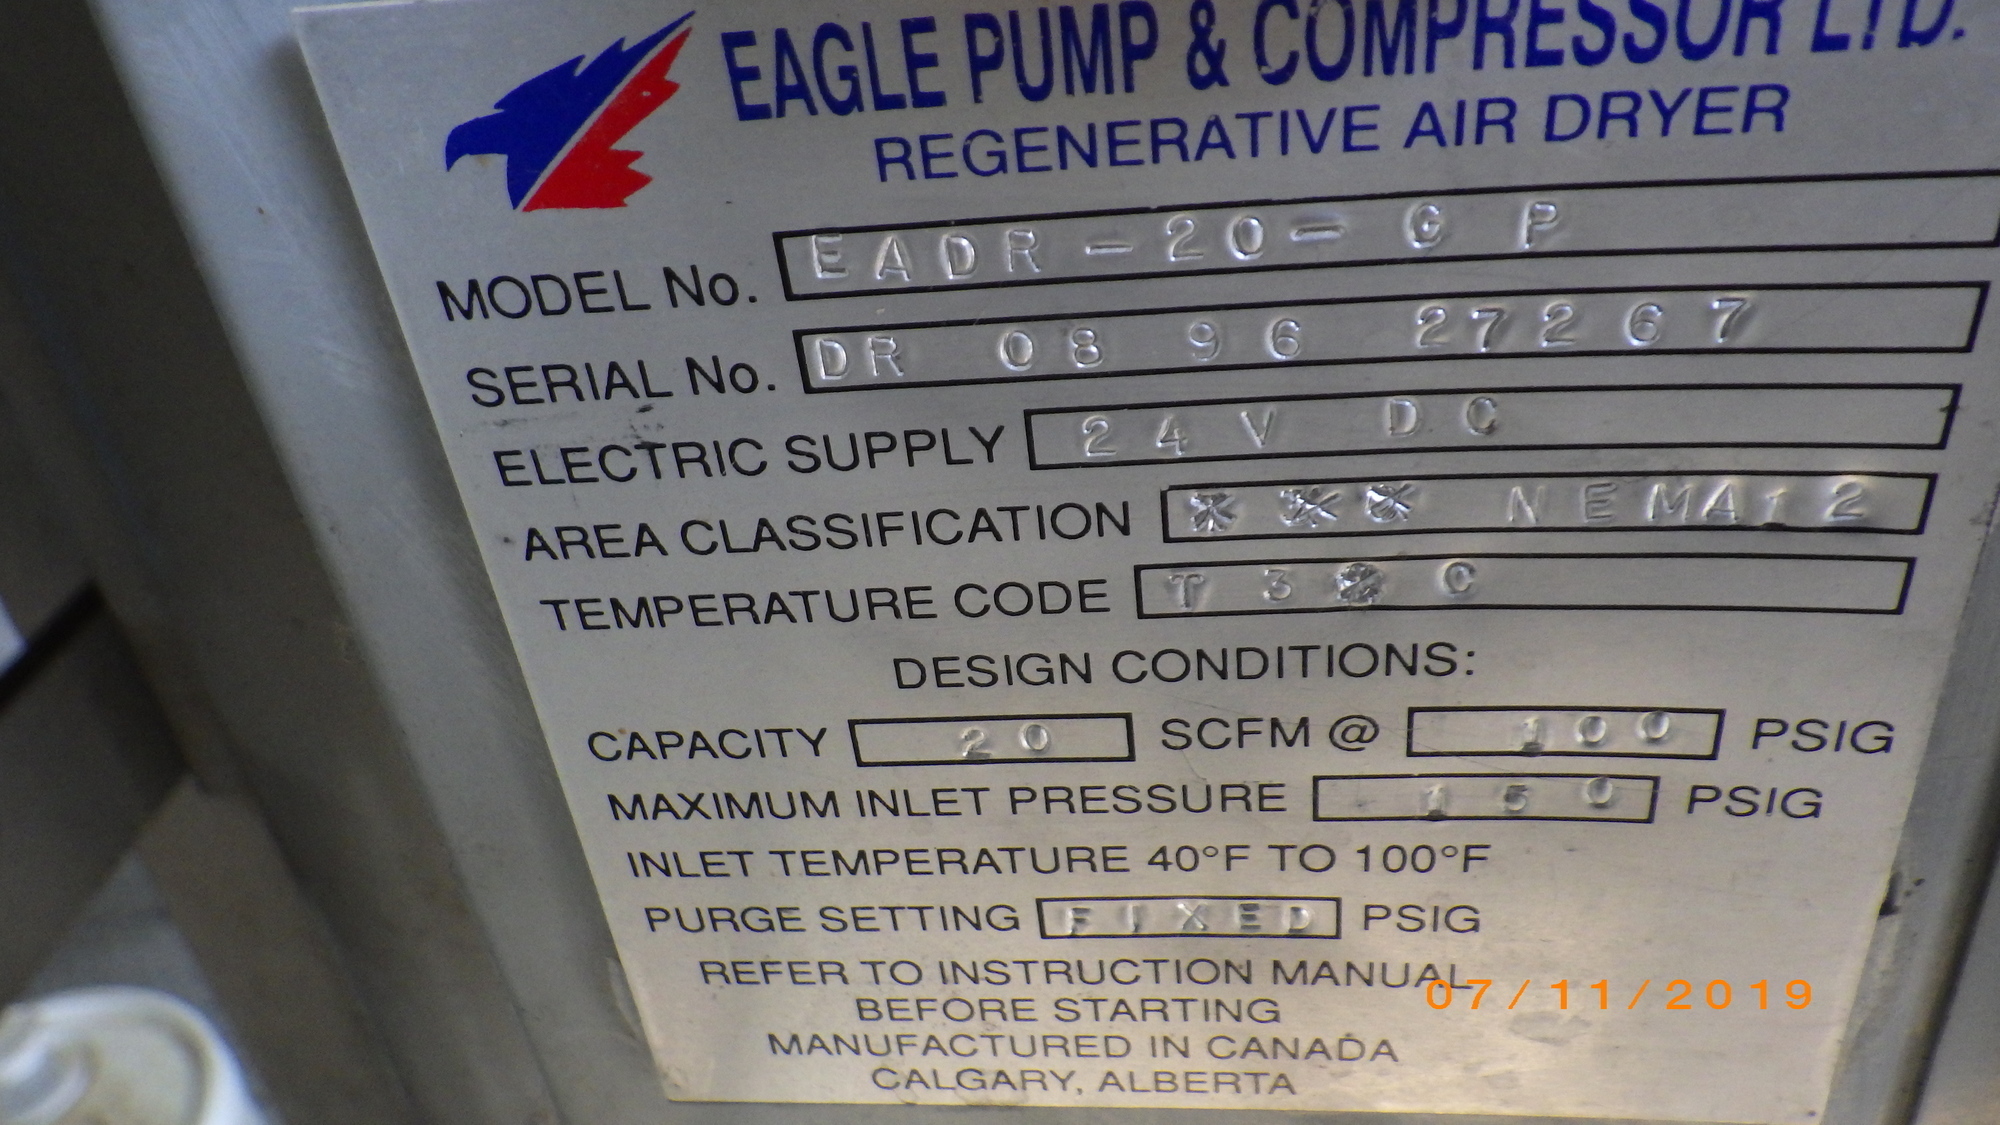 EAGLE PUMP & COMPRESSOR LTD.
REGENERATIVE AIR DRYER
MODEL No. EADR-20-GP
SERIAL No. DR 08 96 27267
ELECTRIC SUPPLY 24V DC
AREA CLASSIFICATION NEMA12
TEMPERATURE CODE T3 C
DESIGN CONDITIONS:
CAPACITY 20 SCFM @ 100 PSIG
MAXIMUM INLET PRESSURE 150 PSIG
INLET TEMPERATURE 40°F TO 100°F
PURGE SETTING FIXED PSIG
REFER TO INSTRUCTION MANUAL
07/11/2019
BEFORE STARTING
MANUFACTURED IN CANADA
CALGARY, ALBERTA